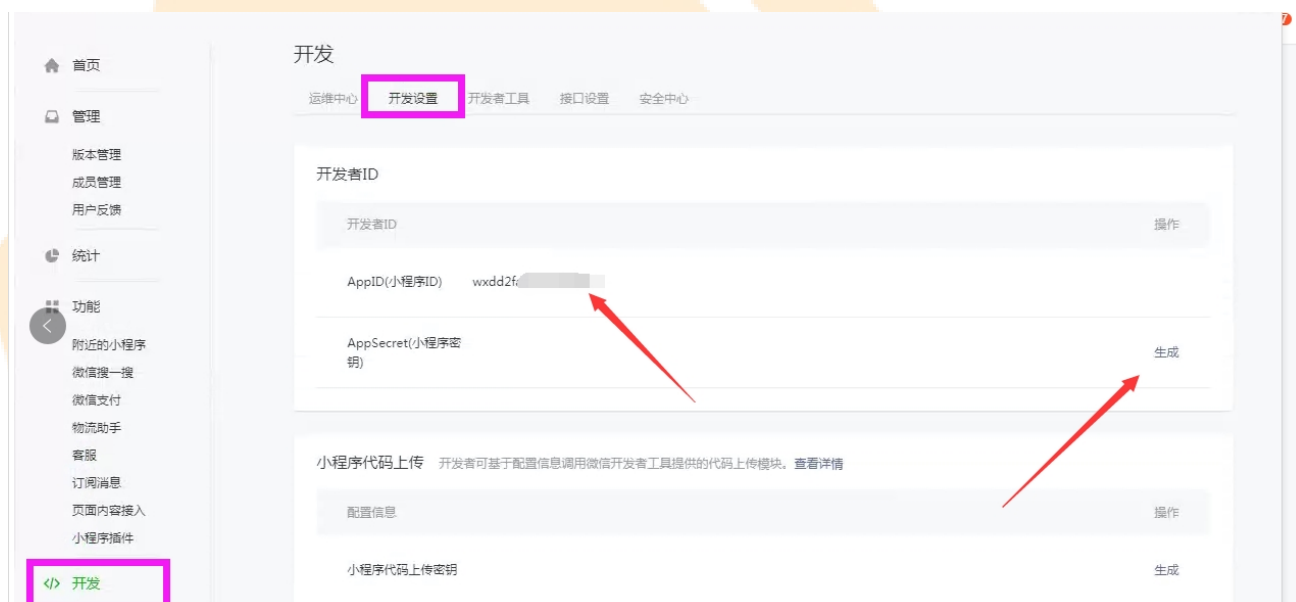 7
首页
管理
版本管理
成员管理
用户反馈
统计
功能
附近的小程序
微信搜一搜
微信支付
物流助手
客服
订阅消息
页面内容接入
小程序插件
</> 开发
开发
运维中心 开发设置 开发者工具 接口设置 安全中心
开发者ID
开发者ID 操作
AppID(小程序ID) wxdd2f
AppSecret(小程序密
钥) 生成
小程序代码上传 开发者可基于配置信息调用微信开发者工具提供的代码上传模块。查看详情
配置信息 操作
小程序代码上传密钥 生成